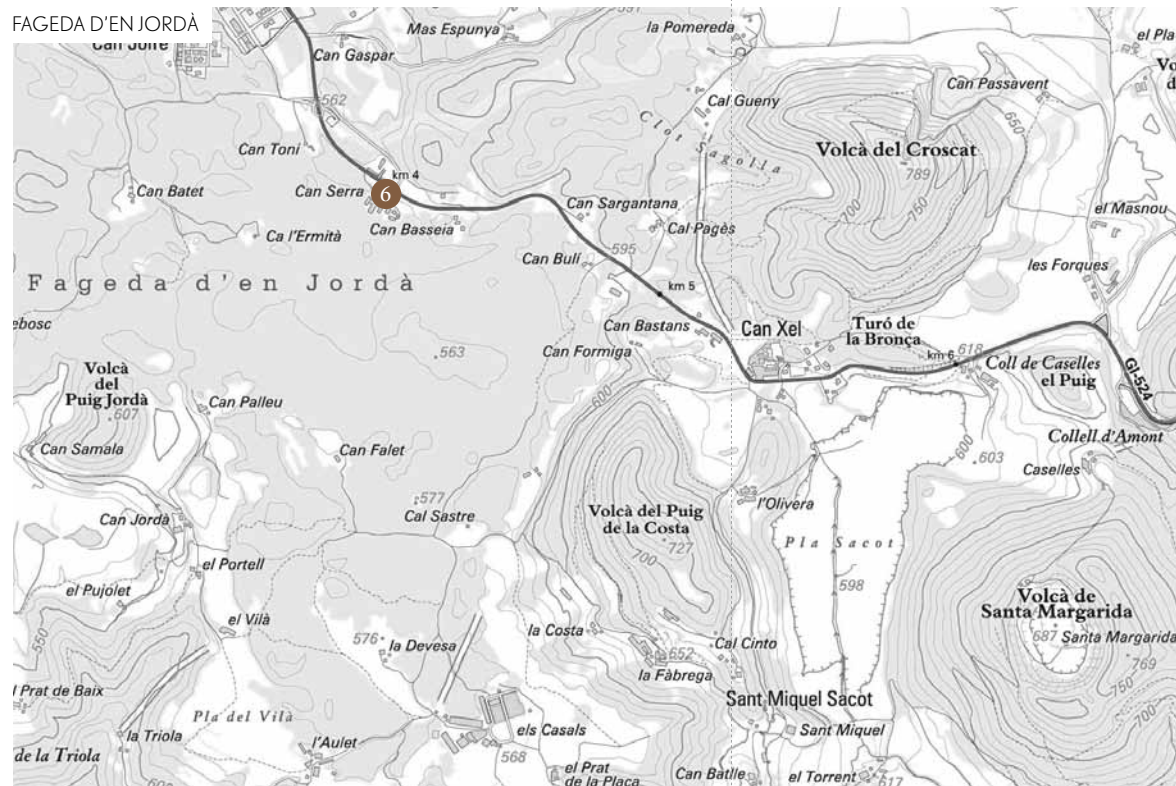 FAGEDA D'EN JORDÀ
591
la Pomereda
el Pla
Mas Espunya
Can Gaspar
Can Joire
Can Passavent
562
Cal Gueny
650
Clot Sagolla
Volcà del Croscat
789
Can Toni
km 4
Can Serra
6
Can Batet
Can Sargantana
700
750
el Masnou
Can Basseia
Cal Pagès
Ca l'Ermità
595
Can Bulí
les Forques
Fageda d'en Jordà
km 5
ebosc
Can Bastans
Can Xel
Turó de
la Bronça
618
km 6
Coll de Caselles
el Puig
GI-524
563
Can Formiga
Volcà
del
Puig Jordà
607
600
Can Palleu
Collell d'Amont
600
603
Caselles
Can Samala
Can Falet
577
Cal Sastre
l'Olivera
Volcà del Puig
de la Costa
727
700
Can Jordà
Pla Sacot
el Portell
598
Volcà de
Santa Margarida
687
Santa Margarida
el Pujolet
550
el Vilà
la Costa
576
la Devesa
Cal Cinto
652
la Fàbrega
769
750
700
l Prat de Baix
Sant Miquel Sacot
Pla del Vilà
la Triola
els Casals
Sant Miquel
de la Triola
l'Aulet
568
el Prat
de la Plaça
Can Batlle
el Torrent
617